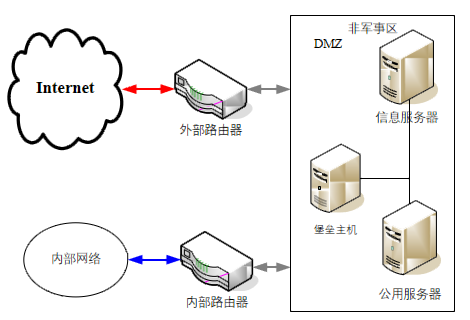 非军事区
DMZ
Internet
信息服务器
外部路由器
堡垒主机
内部网络
内部路由器
公用服务器